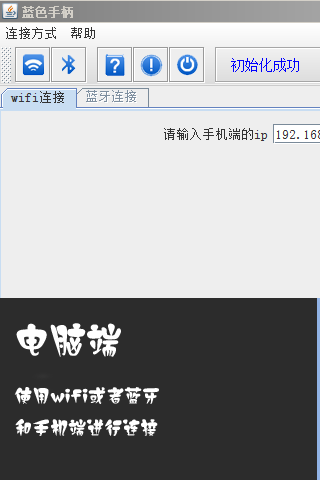 蓝色手柄
连接方式 帮助
初始化成功
wifi连接 蓝牙连接
请输入手机端的ip 192.168
电脑端
使用wifi或者蓝牙
和手机端进行连接